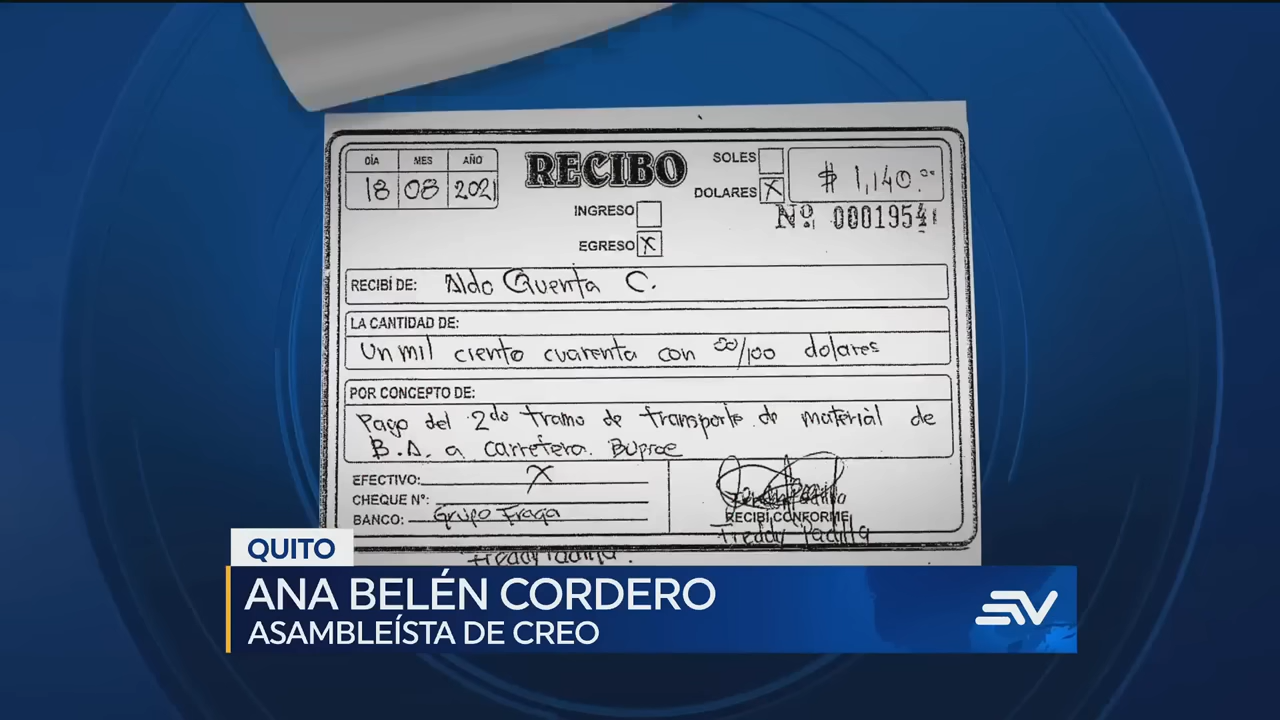 DÍA MES AÑO
18 08 2021
RECIBO
SOLES
DOLARES X
$ 1,140.00
Nº 0001954
INGRESO
EGRESO X
RECIBÍ DE: Aldo Quenta C.
LA CANTIDAD DE:
Un mil ciento cuarenta con 00/100 dolares
POR CONCEPTO DE:
Pago del 2do tramo de transporte de material de
B.A. a carretera
EFECTIVO: X
CHEQUE Nº:
BANCO: Grupo Fraga
RECIBÍ CONFORME
Freddy Padilla
Freddy Padilla.
QUITO
ANA BELÉN CORDERO
ASAMBLEÍSTA DE CREO